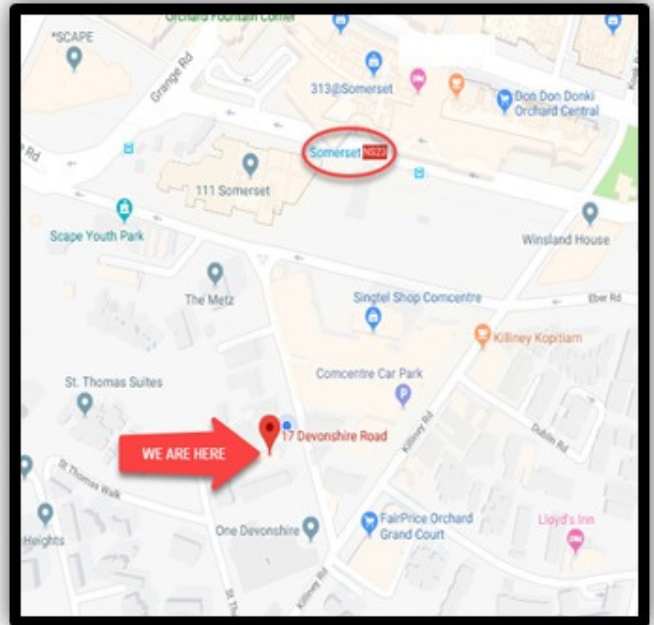 Orchard Fountain Corner
*SCAPE
Grange Rd
313@Somerset
Don Don Donki
Orchard Central
Somerset NS23
111 Somerset
Scape Youth Park
Winsland House
The Metz
Singtel Shop Comcentre
Eber Rd
Killiney Kopitiam
Comcentre Car Park
St. Thomas Suites
Killiney Rd
17 Devonshire Road
Dublin Rd
WE ARE HERE
St Thomas Walk
FairPrice Orchard
Grand Court
Lloyd's Inn
One Devonshire
Heights
Killiney Rd